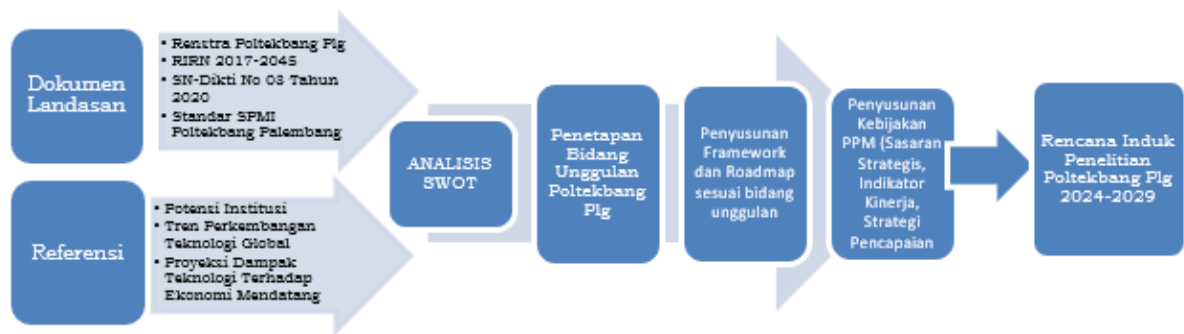 Dokumen
Landasan
• Renstra Poltekbang Plg
• RIRN 2017-2045
• SN-Dikti No 03 Tahun
2020
• Standar SPMI
Poltekbang Palembang
Referensi
• Potensi Institusi
• Tren Perkembangan
Teknologi Global
• Proyeksi Dampak
Teknologi Terhadap
Ekonomi Mendatang
ANALISIS
SWOT
Penetapan
Bidang
Unggulan
Poltekbang
Plg
Penyusunan
Framework
dan Roadmap
sesuai bidang
unggulan
Penyusunan
Kebijakan
PPM (Sasaran
Strategis,
Indikator
Kinerja,
Strategi
Pencapaian
Rencana Induk
Penelitian
Poltekbang Plg
2024-2029